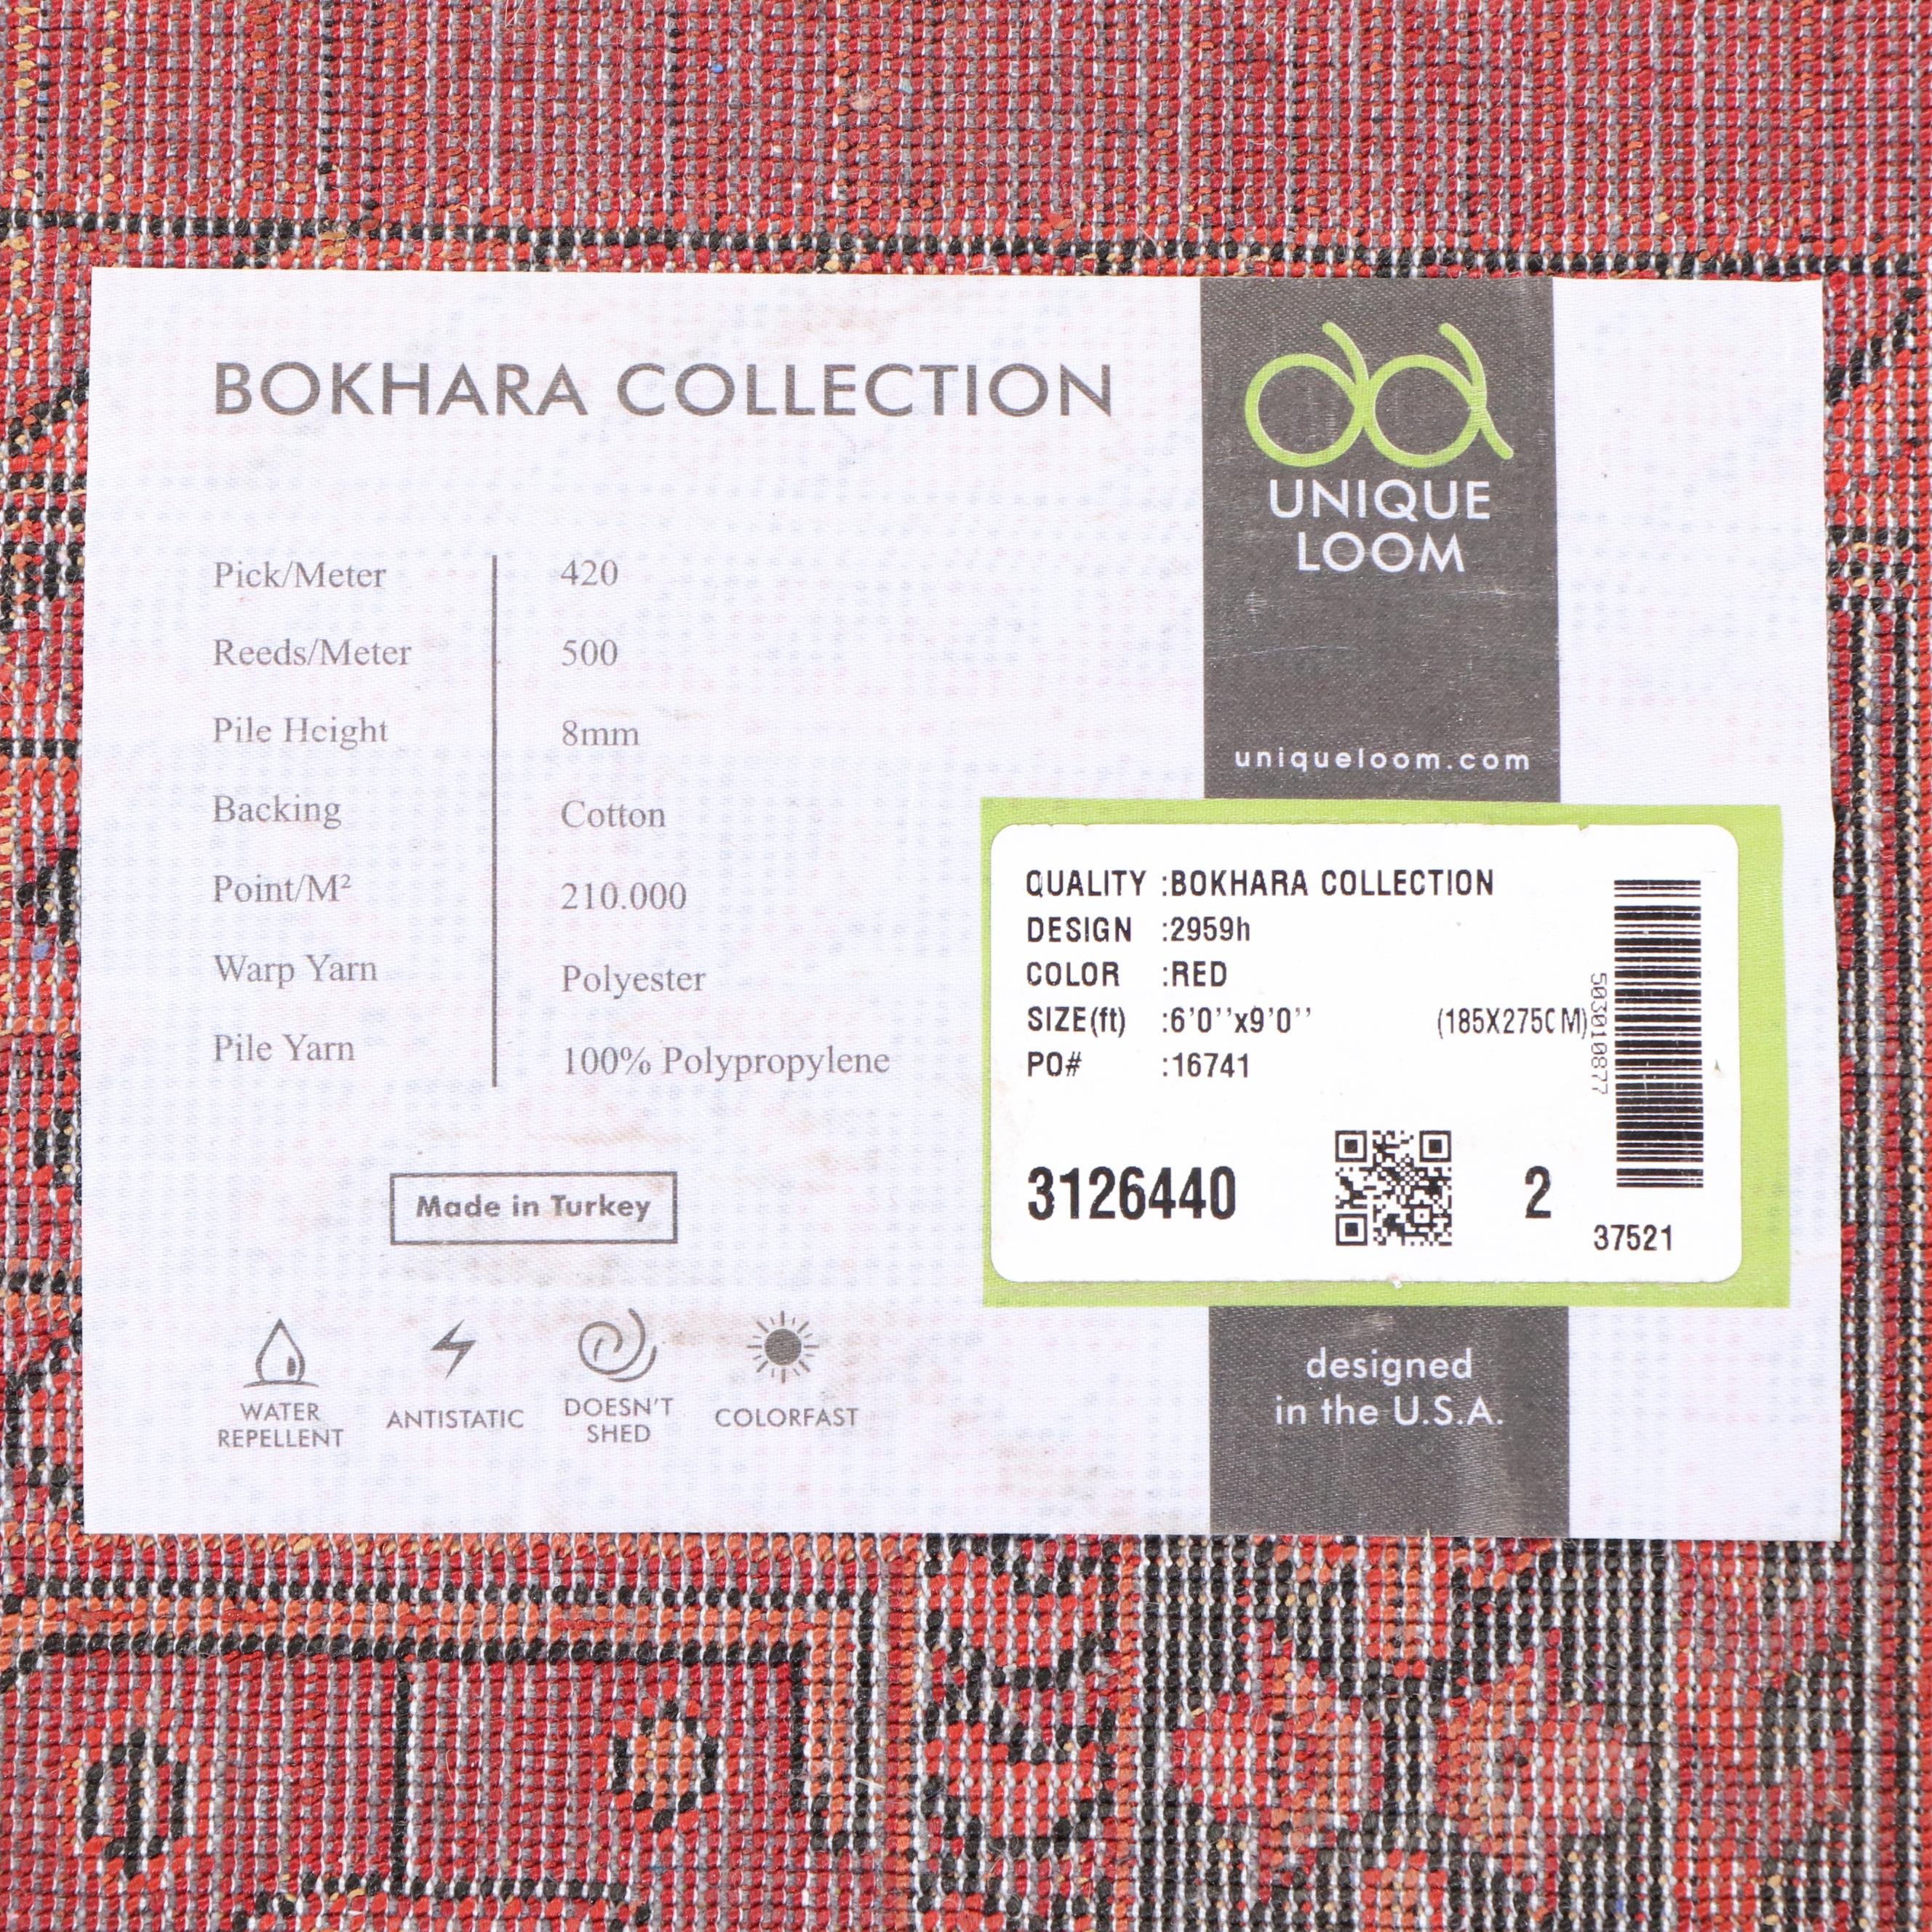 BOKHARA COLLECTION
Pick/Meter 420
Reeds/Meter 500
Pile Height 8mm
Backing Cotton
Point/M² 210.000
Warp Yarn Polyester
Pile Yarn 100% Polypropylene
Made in Turkey
WATER
REPELLENT
ANTISTATIC
DOESN'T
SHED
COLORFAST
UNIQUE
LOOM
uniqueloom.com
QUALITY :BOKHARA COLLECTION
DESIGN :2959h
COLOR :RED
SIZE(ft) :6'0''x9'0'' (185X275CM)
PO# :16741
3126440 2
37521
503010877
designed
in the U.S.A.